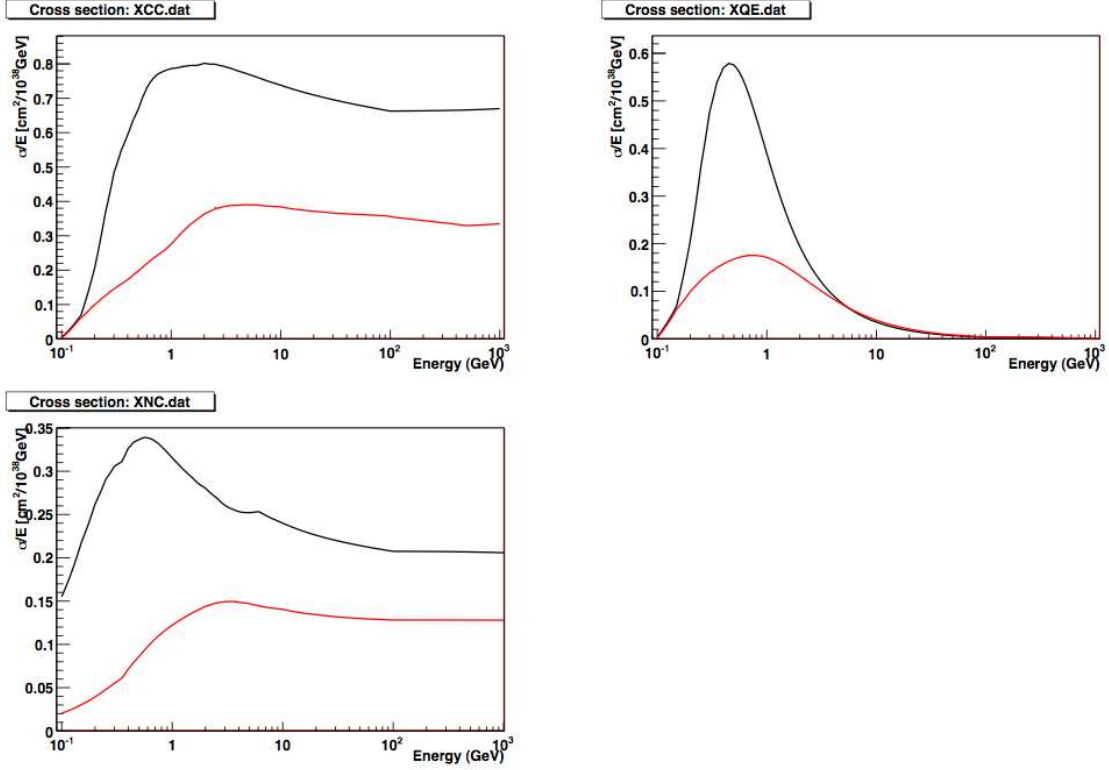 Cross section: XCC.dat
σ/E [cm²/10³⁸GeV]
0.8
0.7
0.6
0.5
0.4
0.3
0.2
0.1
0
10⁻¹ 1 10 10² 10³
Energy (GeV)
Cross section: XQE.dat
σ/E [cm²/10³⁸GeV]
0.6
0.5
0.4
0.3
0.2
0.1
0
10⁻¹ 1 10 10² 10³
Energy (GeV)
Cross section: XNC.dat
σ/E [cm²/10³⁸GeV]
0.35
0.3
0.25
0.2
0.15
0.1
0.05
0
10⁻¹ 1 10 10² 10³
Energy (GeV)